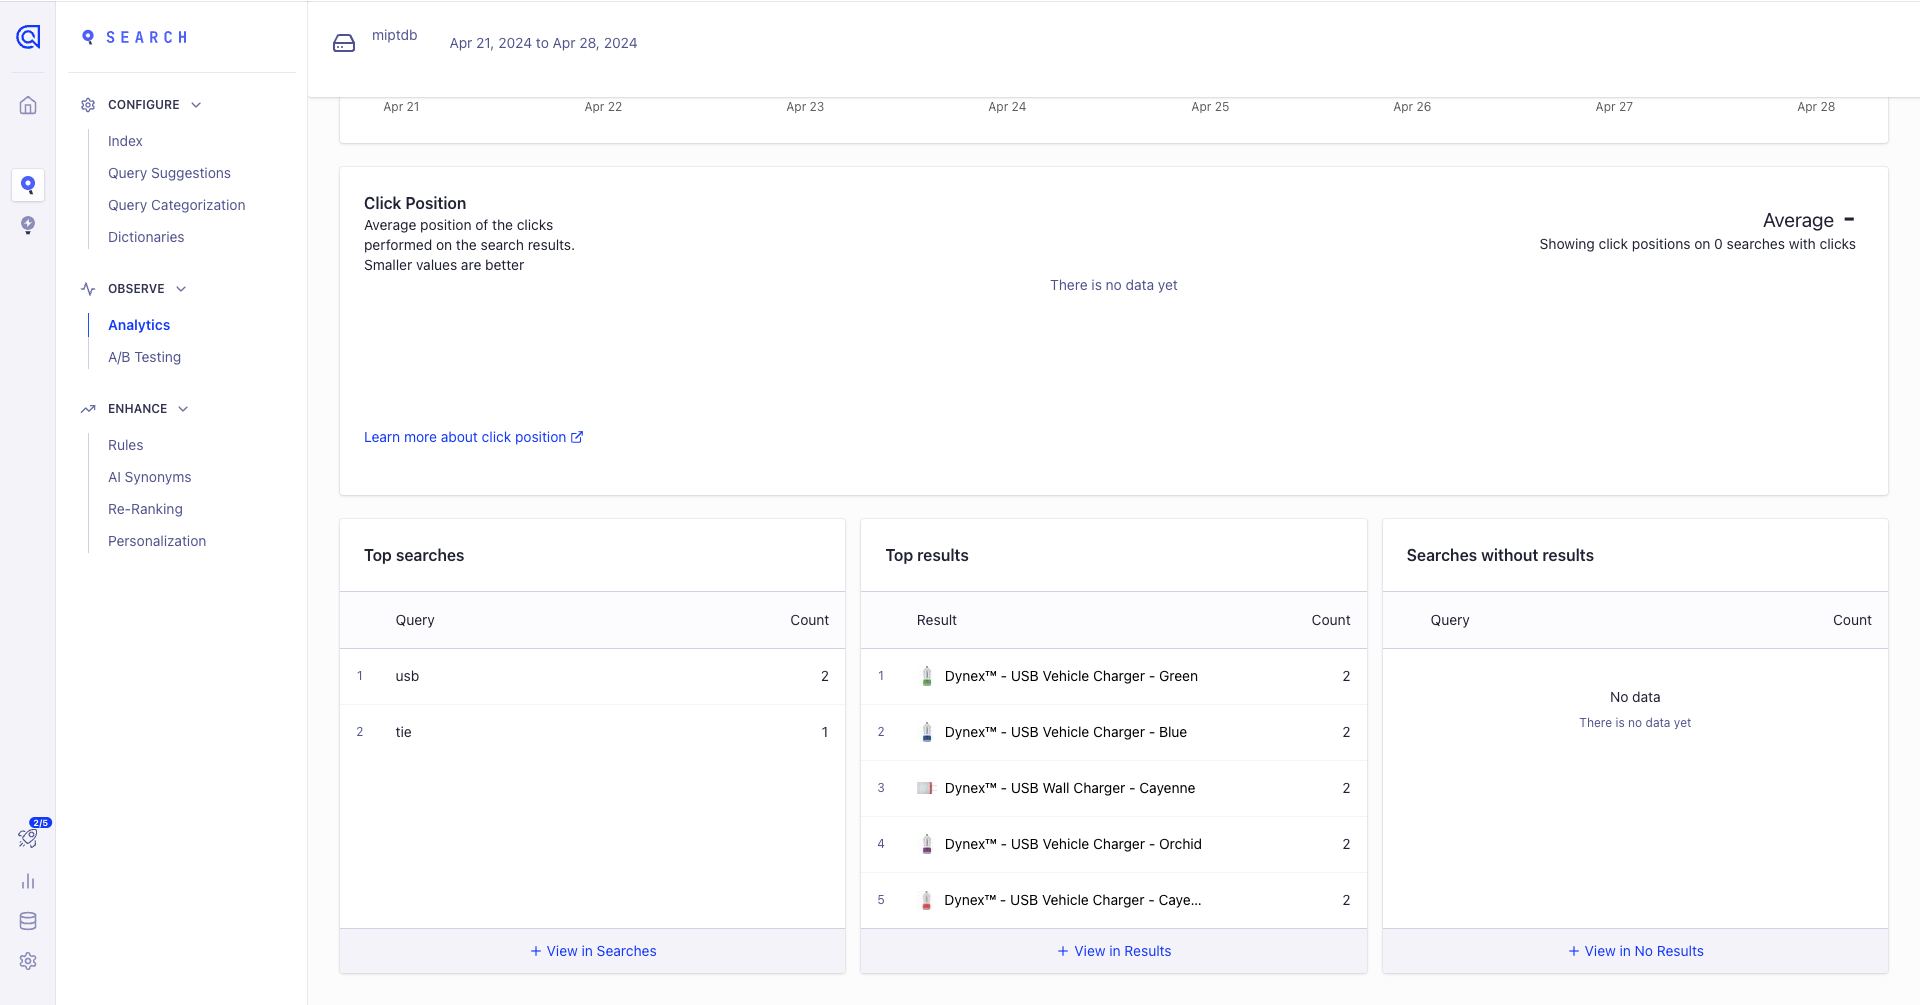 SEARCH
miptdb
Apr 21, 2024 to Apr 28, 2024
CONFIGURE
Index
Query Suggestions
Query Categorization
Dictionaries
OBSERVE
Analytics
A/B Testing
ENHANCE
Rules
AI Synonyms
Re-Ranking
Personalization
2/5
Apr 21 Apr 22 Apr 23 Apr 24 Apr 25 Apr 26 Apr 27 Apr 28
Click Position
Average position of the clicks
performed on the search results.
Smaller values are better
Average -
Showing click positions on 0 searches with clicks
There is no data yet
Learn more about click position
Top searches
Query Count
1 usb 2
2 tie 1
+ View in Searches
Top results
Result Count
1 Dynex™ - USB Vehicle Charger - Green 2
2 Dynex™ - USB Vehicle Charger - Blue 2
3 Dynex™ - USB Wall Charger - Cayenne 2
4 Dynex™ - USB Vehicle Charger - Orchid 2
5 Dynex™ - USB Vehicle Charger - Caye... 2
+ View in Results
Searches without results
Query Count
No data
There is no data yet
+ View in No Results